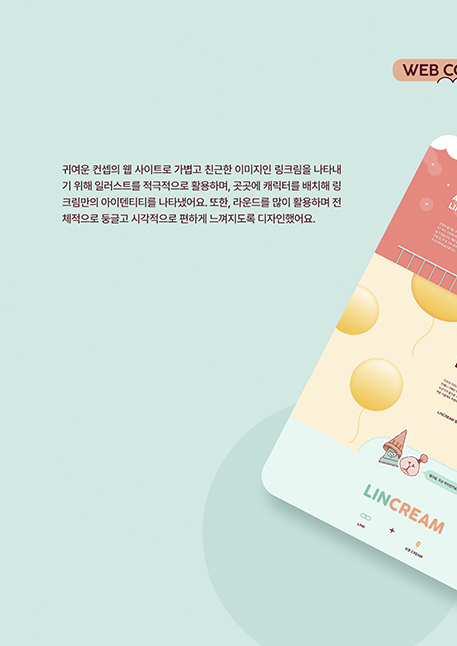 WEB CO
귀여운 컨셉의 웹 사이트로 가볍고 친근한 이미지인 링크림을 나타내
기 위해 일러스트를 적극적으로 활용하며, 곳곳에 캐릭터를 배치해 링
크림만의 아이덴티티를 나타냈어요. 또한, 라운드를 많이 활용하며 전
체적으로 둥글고 시각적으로 편하게 느껴지도록 디자인했어요.
LINCREAM
LINK
+
ICE CREAM